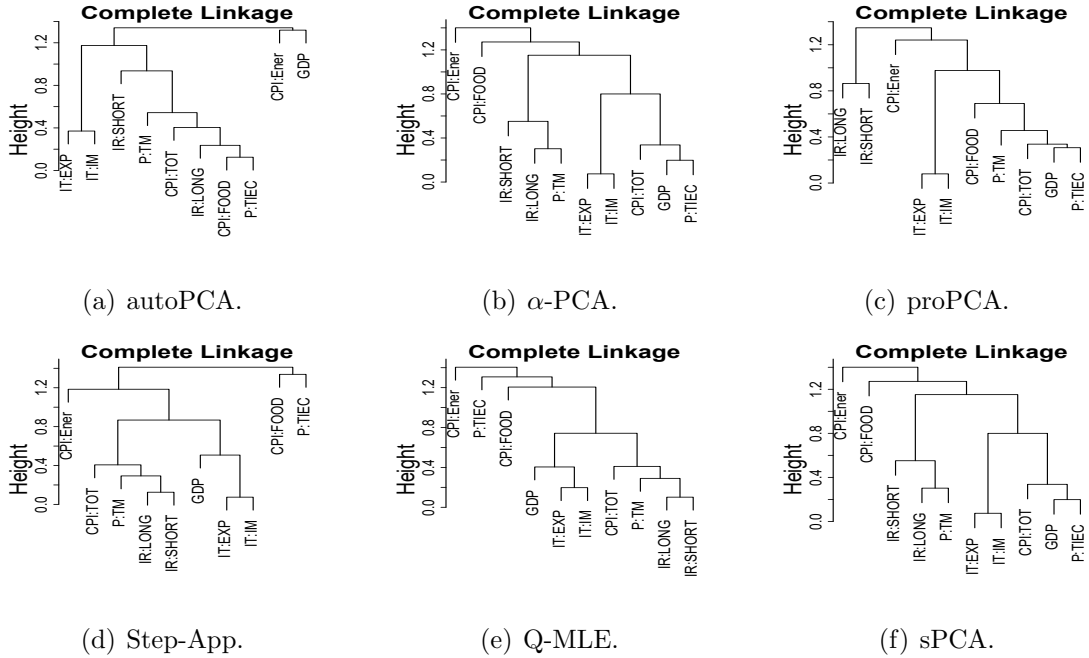 Complete Linkage
Height
0.0 0.4 0.8 1.2
IT:EXP
IT:IM
IR:SHORT
P:TM
CPI:TOT
IR:LONG
CPI:FOOD
P:TIEC
CPI:Ener
GDP
(a) autoPCA.
Complete Linkage
Height
0.0 0.4 0.8 1.2
CPI:Ener
CPI:FOOD
IR:SHORT
IR:LONG
P:TM
IT:EXP
IT:IM
CPI:TOT
GDP
P:TIEC
(b) α-PCA.
Complete Linkage
Height
0.0 0.4 0.8 1.2
IR:LONG
IR:SHORT
CPI:Ener
IT:EXP
IT:IM
CPI:FOOD
P:TM
CPI:TOT
GDP
P:TIEC
(c) proPCA.
Complete Linkage
Height
0.0 0.4 0.8 1.2
CPI:Ener
CPI:TOT
P:TM
IR:LONG
IR:SHORT
GDP
IT:EXP
IT:IM
CPI:FOOD
P:TIEC
(d) Step-App.
Complete Linkage
Height
0.0 0.4 0.8 1.2
CPI:Ener
P:TIEC
CPI:FOOD
GDP
IT:EXP
IT:IM
CPI:TOT
P:TM
IR:LONG
IR:SHORT
(e) Q-MLE.
Complete Linkage
Height
0.0 0.4 0.8 1.2
CPI:Ener
CPI:FOOD
IR:SHORT
IR:LONG
P:TM
IT:EXP
IT:IM
CPI:TOT
GDP
P:TIEC
(f) sPCA.